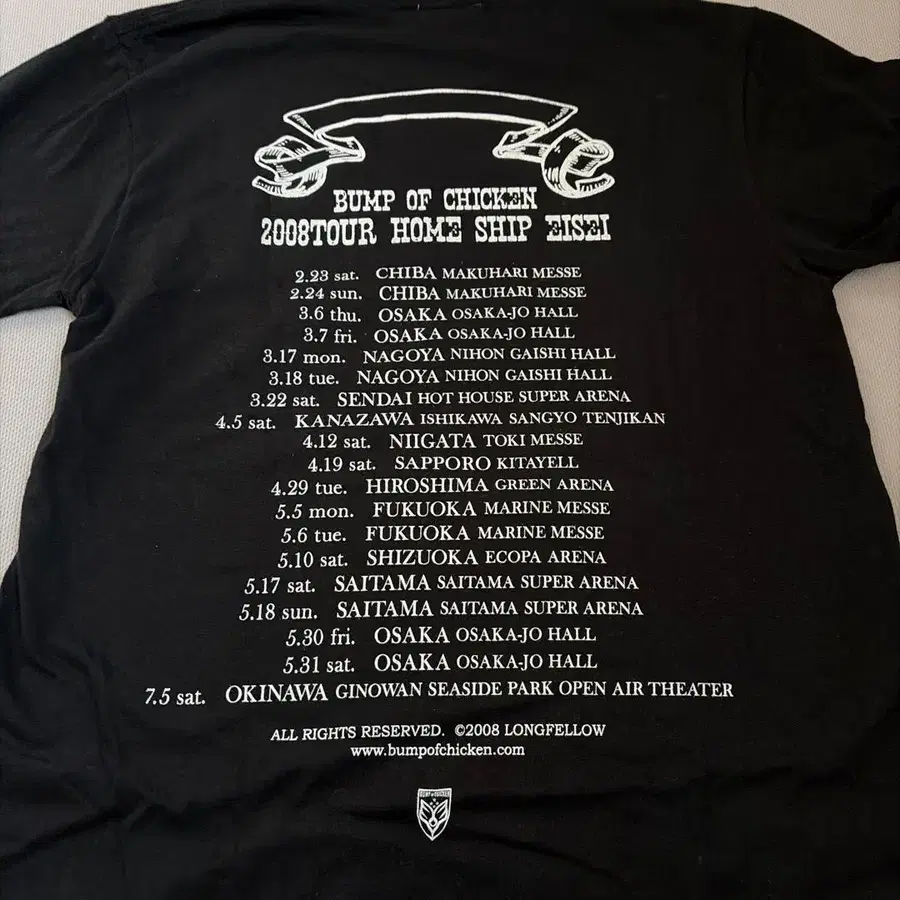 BUMP OF CHICKEN
2008TOUR HOME SHIP EISEI
2.23 sat. CHIBA MAKUHARI MESSE
2.24 sun. CHIBA MAKUHARI MESSE
3.6 thu. OSAKA OSAKA-JO HALL
3.7 fri. OSAKA OSAKA-JO HALL
3.17 mon. NAGOYA NIHON GAISHI HALL
3.18 tue. NAGOYA NIHON GAISHI HALL
3.22 sat. SENDAI HOT HOUSE SUPER ARENA
4.5 sat. KANAZAWA ISHIKAWA SANGYO TENJIKAN
4.12 sat. NIIGATA TOKI MESSE
4.19 sat. SAPPORO KITAYELL
4.29 tue. HIROSHIMA GREEN ARENA
5.5 mon. FUKUOKA MARINE MESSE
5.6 tue. FUKUOKA MARINE MESSE
5.10 sat. SHIZUOKA ECOPA ARENA
5.17 sat. SAITAMA SAITAMA SUPER ARENA
5.18 sun. SAITAMA SAITAMA SUPER ARENA
5.30 fri. OSAKA OSAKA-JO HALL
5.31 sat. OSAKA OSAKA-JO HALL
7.5 sat. OKINAWA GINOWAN SEASIDE PARK OPEN AIR THEATER
ALL RIGHTS RESERVED. ©2008 LONGFELLOW
www.bumpofchicken.com
BUMP OF CHICKEN